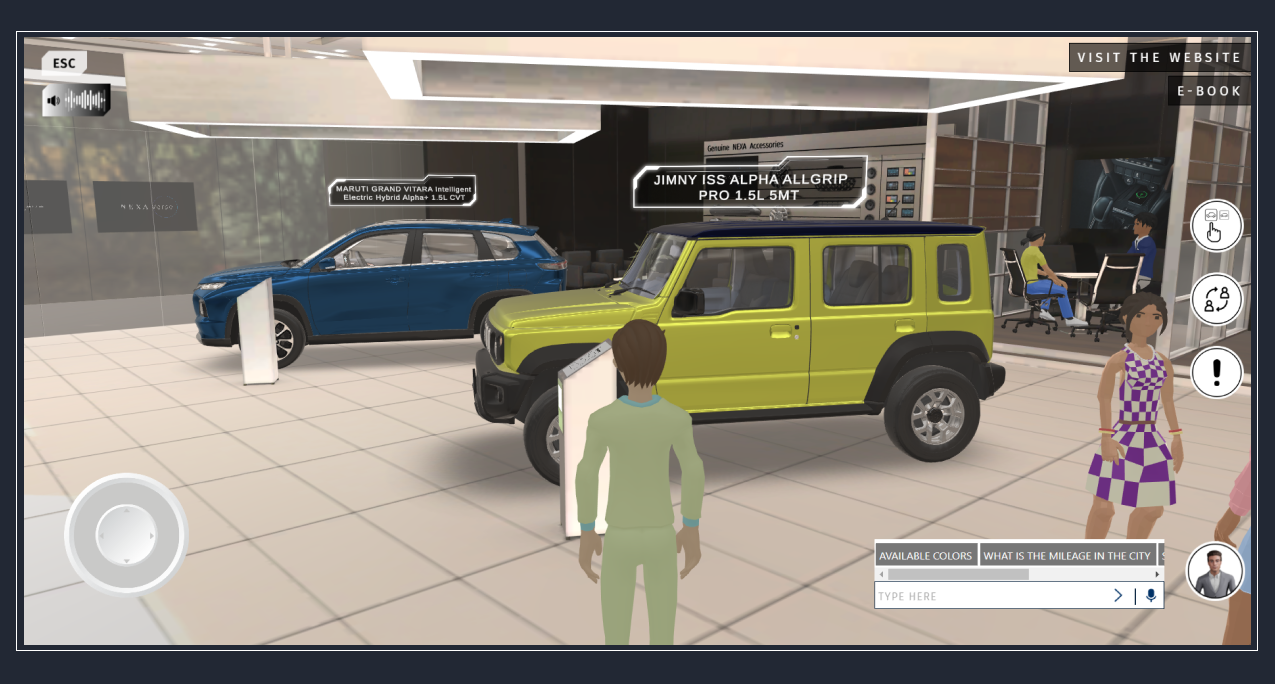 ESC
VISIT THE WEBSITE
E-BOOK
Genuine NEXA Accessories
MARUTI GRAND VITARA Intelligent
Electric Hybrid Alpha+ 1.5L CVT
JIMNY ISS ALPHA ALLGRIP
PRO 1.5L 5MT
NEXA Verse
AVAILABLE COLORS
WHAT IS THE MILEAGE IN THE CITY
TYPE HERE